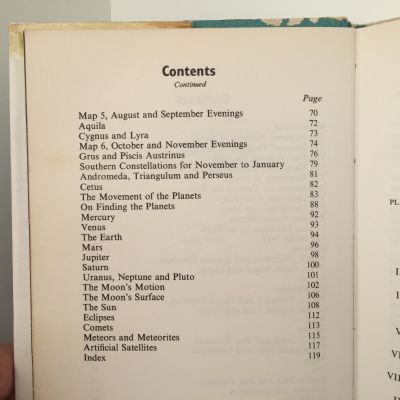 Contents
Continued
Page
Map 5, August and September Evenings 70
Aquila 72
Cygnus and Lyra 73
Map 6, October and November Evenings 74
Grus and Piscis Austrinus 76
Southern Constellations for November to January 79
Andromeda, Triangulum and Perseus 81
Cetus 82
The Movement of the Planets 83
On Finding the Planets 88
Mercury 92
Venus 93
The Earth 94
Mars 96
Jupiter 98
Saturn 100
Uranus, Neptune and Pluto 101
The Moon's Motion 102
The Moon's Surface 106
The Sun 108
Eclipses 112
Comets 113
Meteors and Meteorites 115
Artificial Satellites 117
Index 119